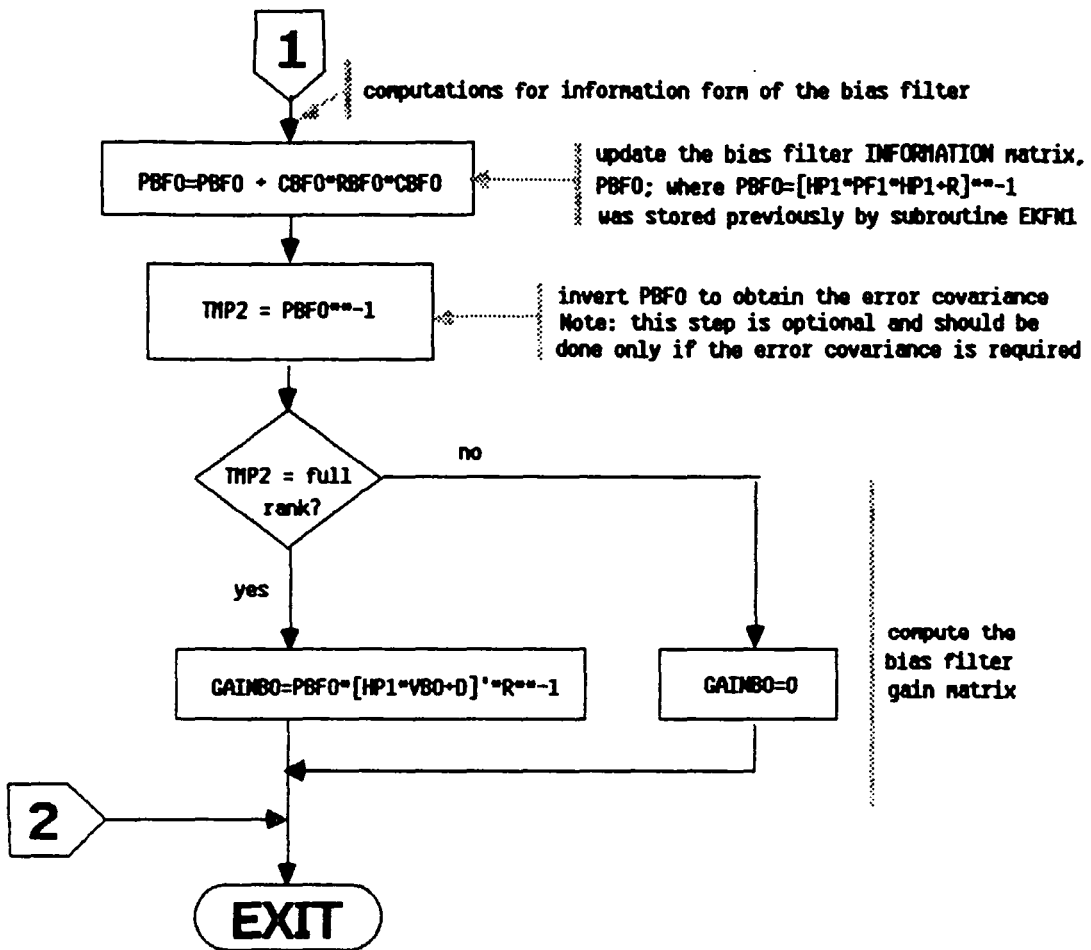 1
computations for information form of the bias filter
PBF0=PBF0 + CBF0*RBF0*CBF0
update the bias filter INFORMATION matrix,
PBF0; where PBF0=[HP1*PF1*HP1+R]**-1
was stored previously by subroutine EKFN1
TMP2 = PBF0**-1
invert PBF0 to obtain the error covariance
Note: this step is optional and should be
done only if the error covariance is required
no
TMP2 = full
rank?
yes
compute the
bias filter
gain matrix
GAINB0=PBF0*[HP1*VB0+D]'*R**-1
GAINB0=0
2
EXIT